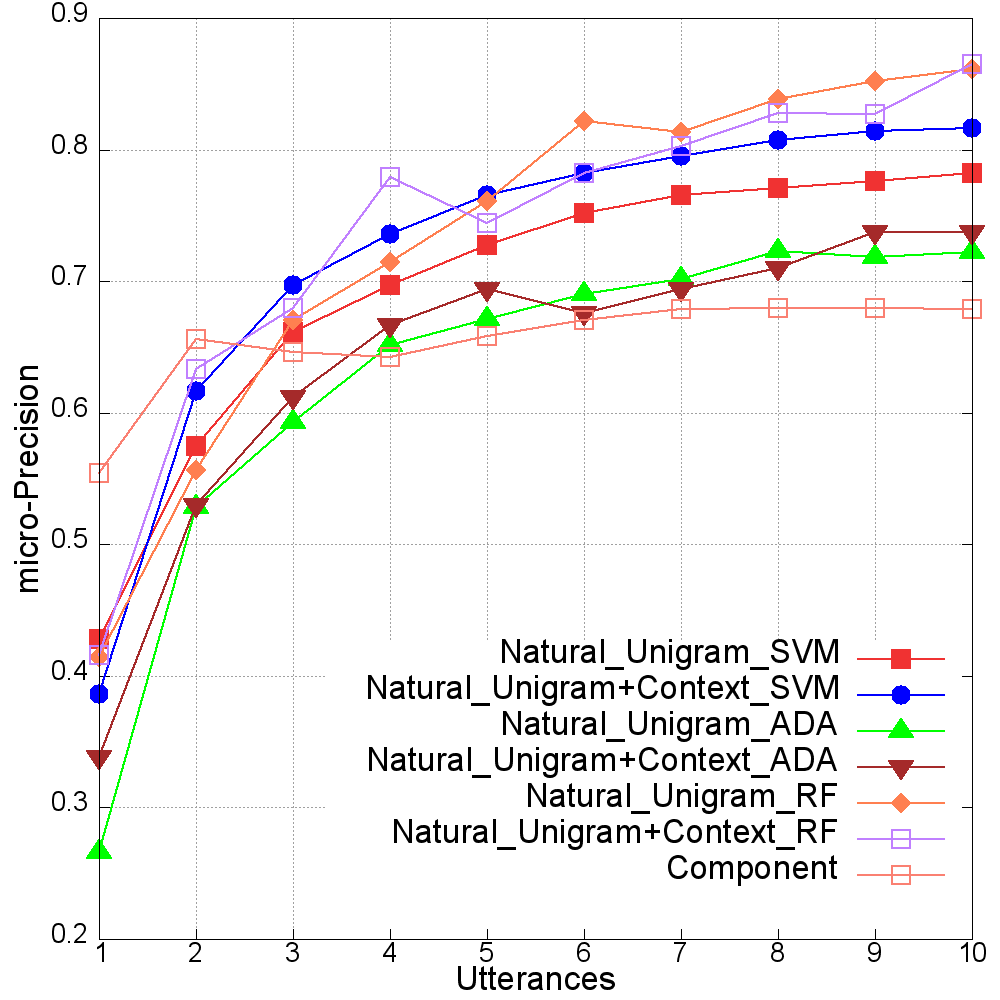 0.9
0.8
0.7
0.6
0.5
0.4
0.3
0.2
micro-Precision
Natural_Unigram_SVM
Natural_Unigram+Context_SVM
Natural_Unigram_ADA
Natural_Unigram+Context_ADA
Natural_Unigram_RF
Natural_Unigram+Context_RF
Component
1 2 3 4 5 6 7 8 9 10
Utterances